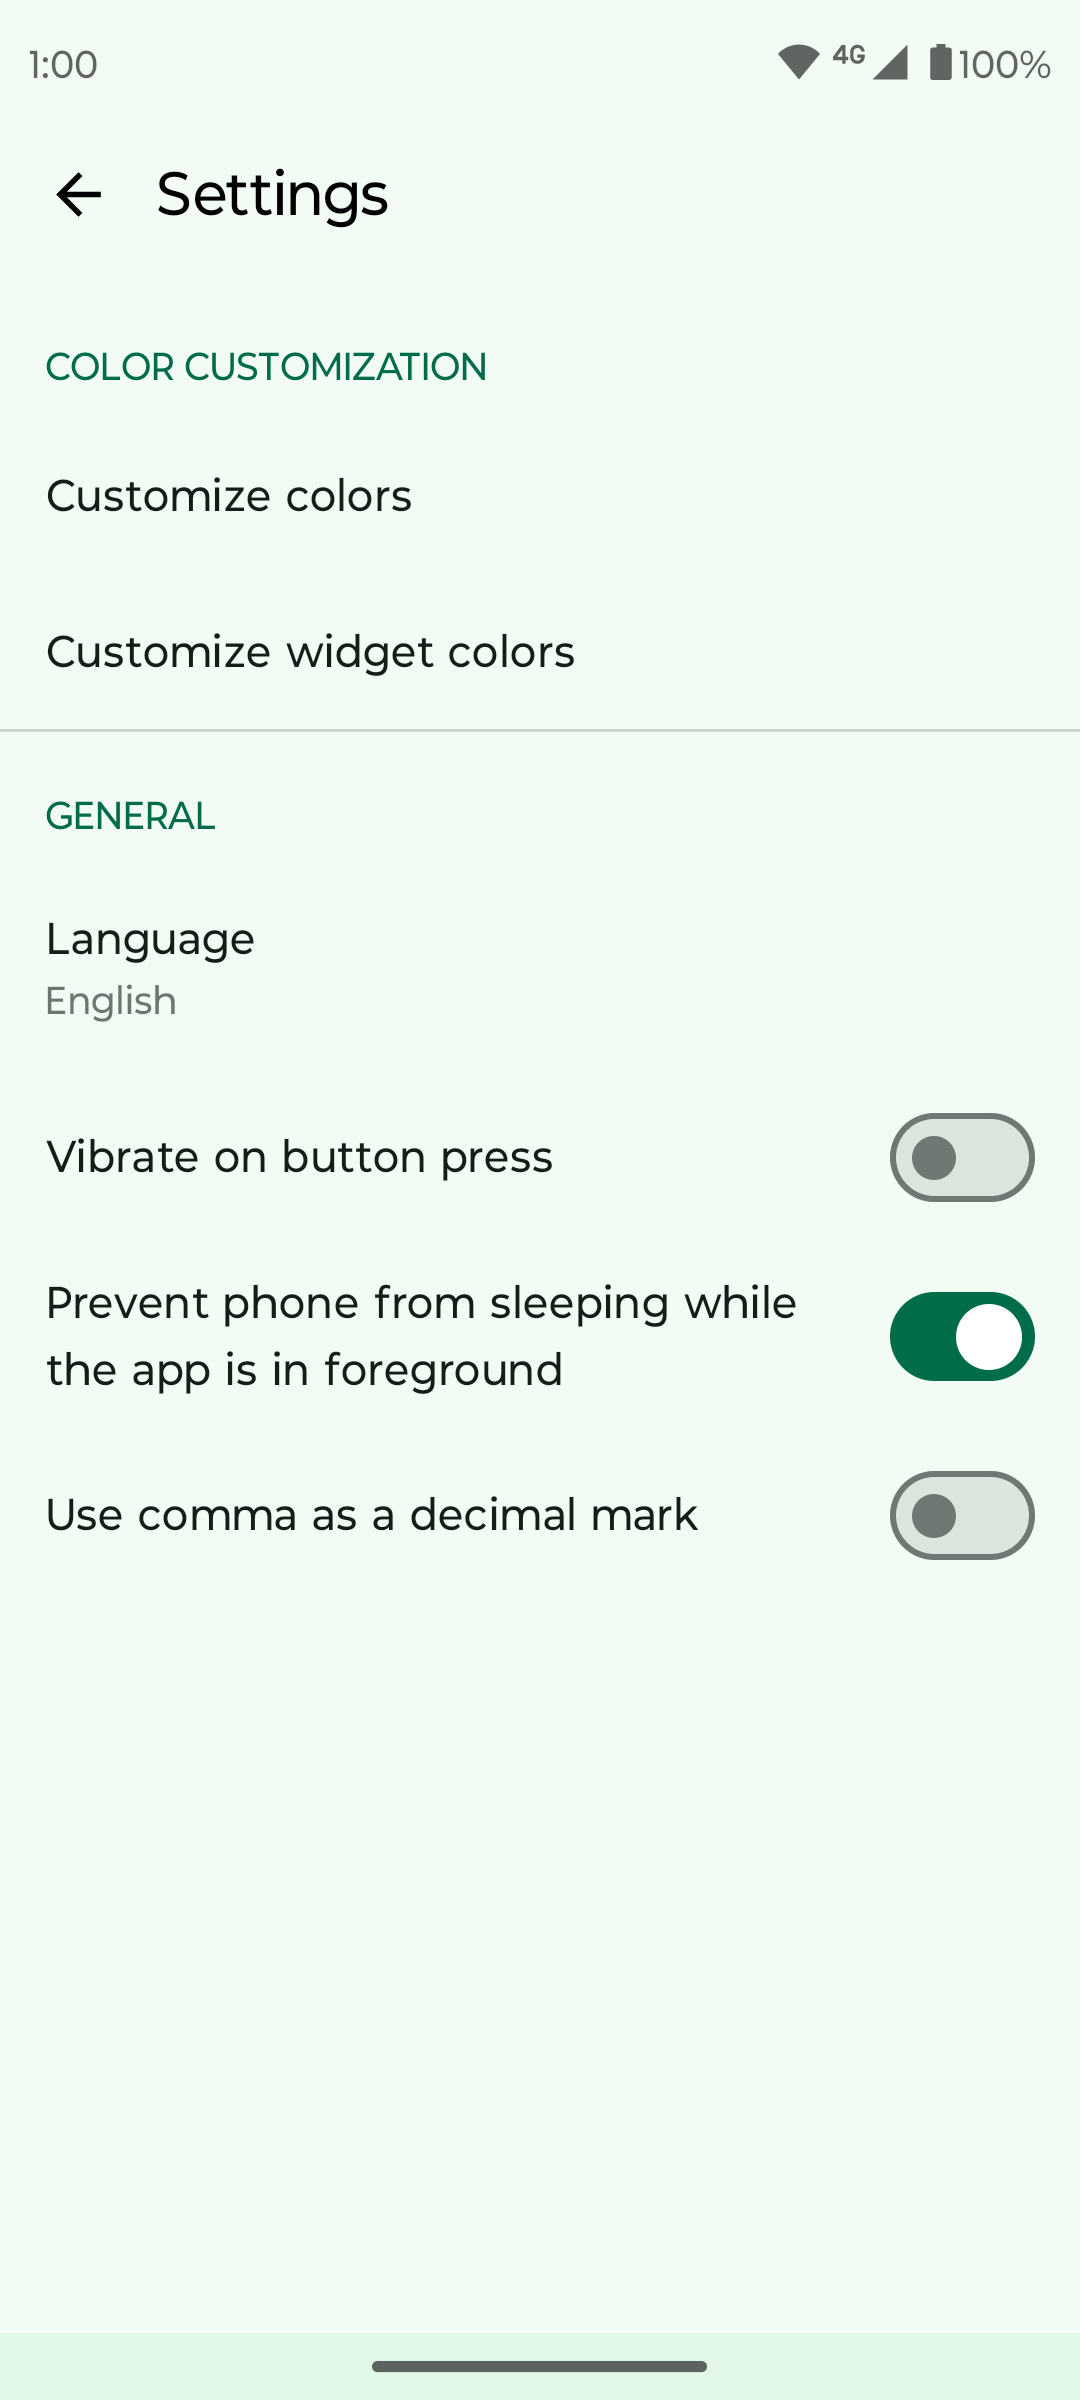 1:00 4G 100%
Settings
COLOR CUSTOMIZATION
Customize colors
Customize widget colors
GENERAL
Language
English
Vibrate on button press
Prevent phone from sleeping while
the app is in foreground
Use comma as a decimal mark